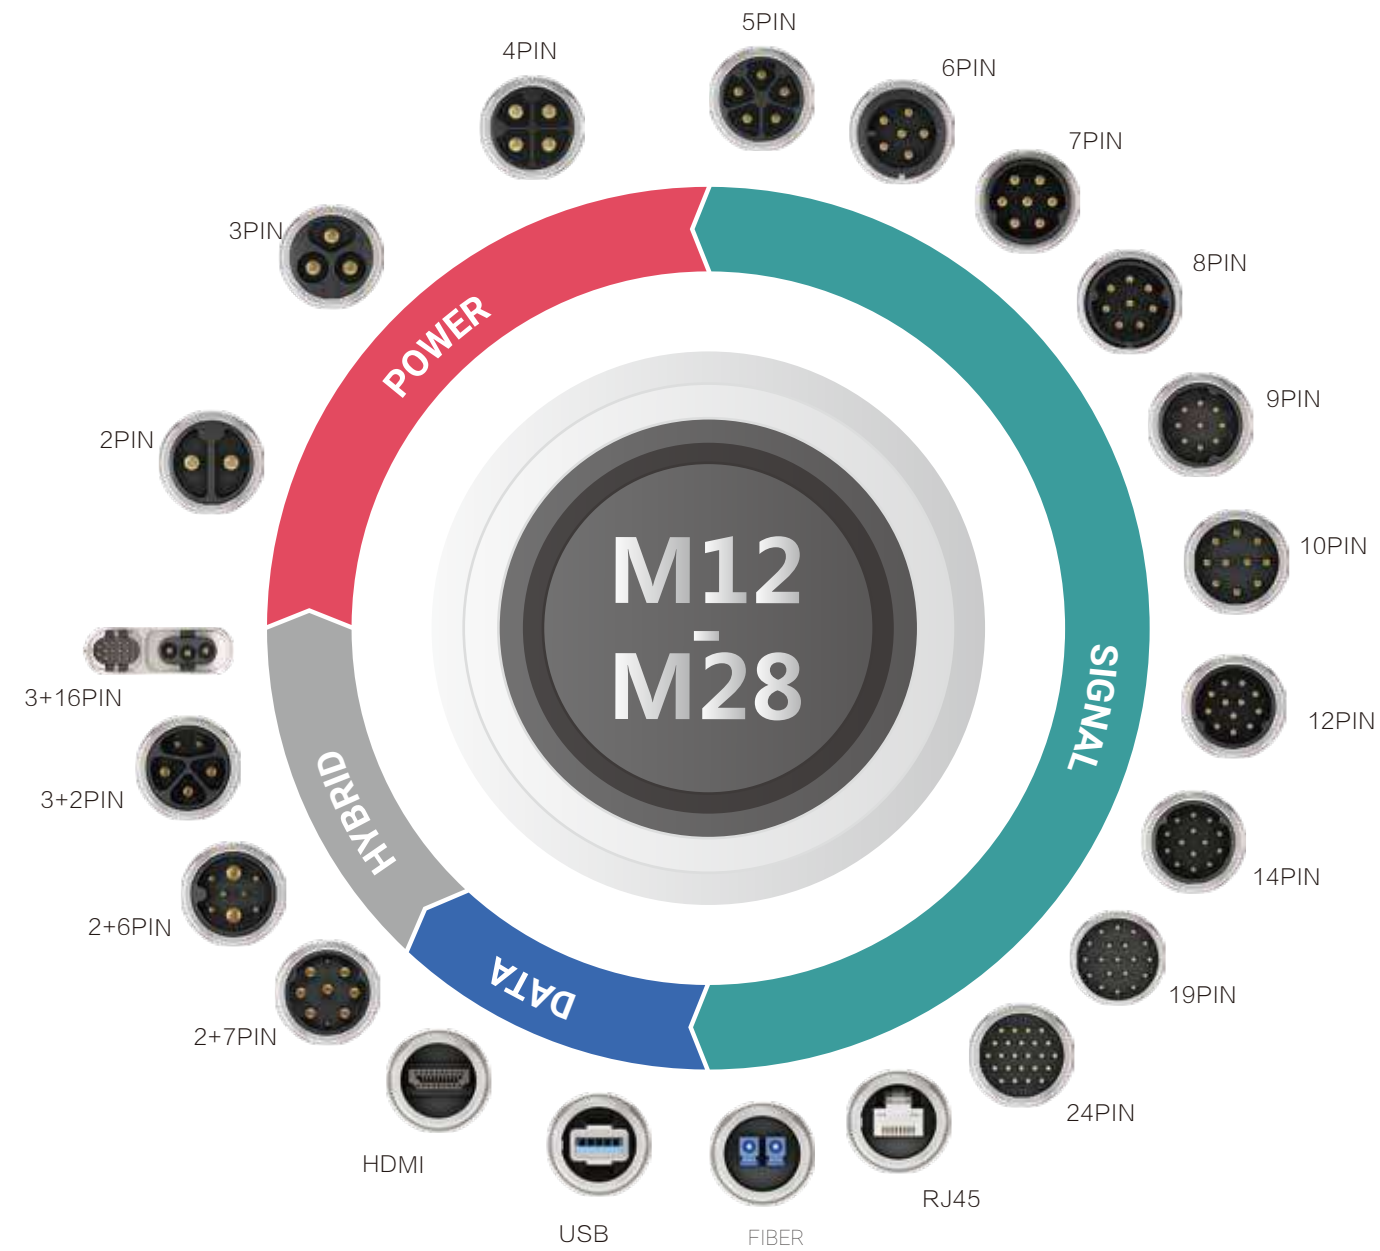 5PIN
4PIN
6PIN
7PIN
3PIN
8PIN
POWER
9PIN
2PIN
10PIN
M12
-
M28
SIGNAL
3+16PIN
12PIN
HYBRID
3+2PIN
14PIN
2+6PIN
DATA
19PIN
2+7PIN
24PIN
HDMI
RJ45
USB
FIBER